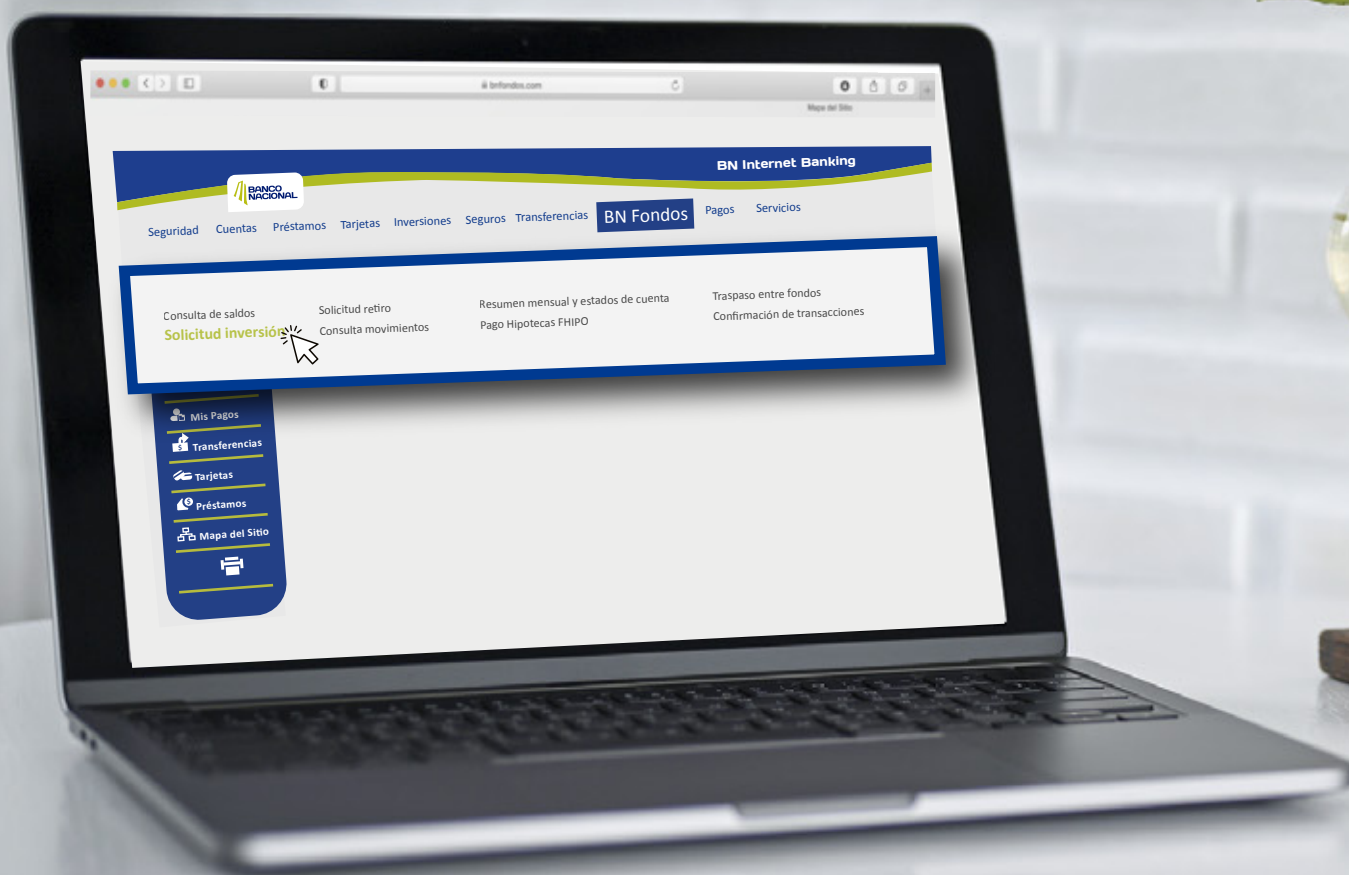 bnfondos.com
Mapa del Sitio
BN Internet Banking
BANCO
NACIONAL
Seguridad Cuentas Préstamos Tarjetas Inversiones Seguros Transferencias BN Fondos Pagos Servicios
Consulta de saldos Solicitud retiro Resumen mensual y estados de cuenta Traspaso entre fondos
Solicitud inversión Consulta movimientos Pago Hipotecas FHIPO Confirmación de transacciones
Mis Pagos
Transferencias
Tarjetas
Préstamos
Mapa del Sitio